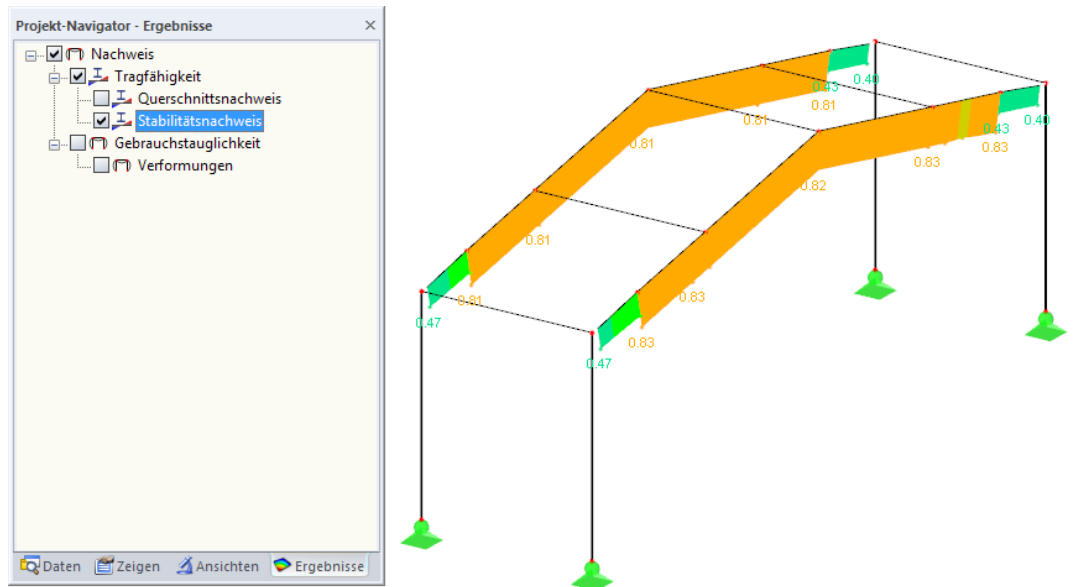 Projekt-Navigator - Ergebnisse
Nachweis
Tragfähigkeit
Querschnittsnachweis
Stabilitätsnachweis
Gebrauchstauglichkeit
Verformungen
Daten Zeigen Ansichten Ergebnisse
0.40
0.43
0.81
0.40
0.81
0.43
0.81
0.83
0.83
0.82
0.81
0.81
0.83
0.47
0.83
0.47